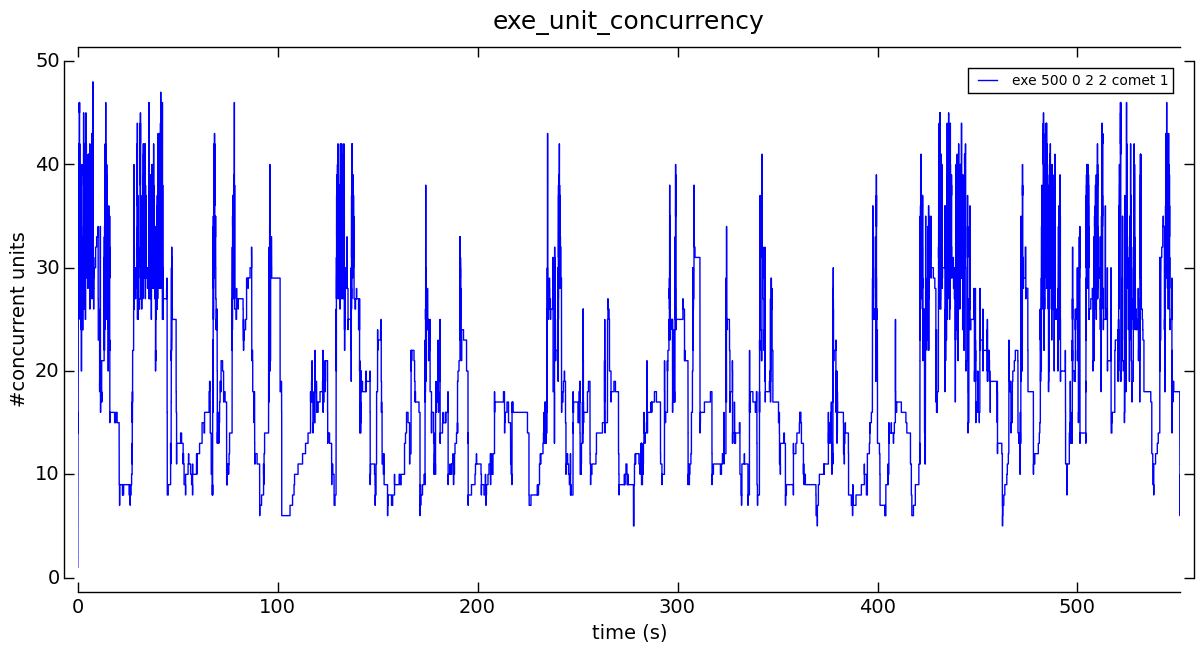 exe_unit_concurrency
exe 500 0 2 2 comet 1
#concurrent units
50
40
30
20
10
0
0 100 200 300 400 500
time (s)